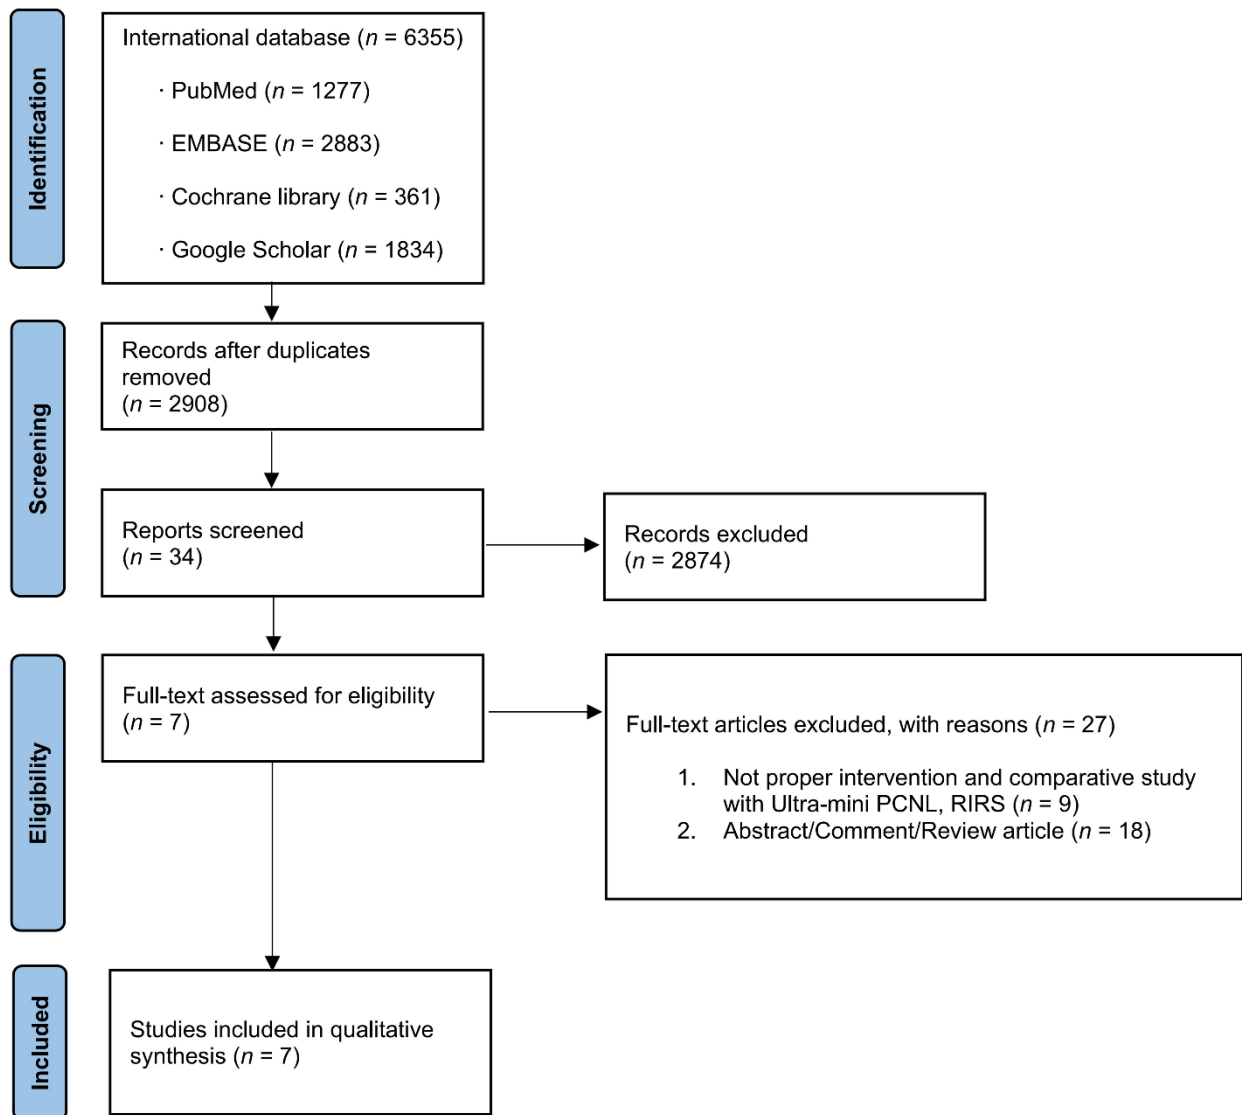 Identification
International database (n = 6355)
· PubMed (n = 1277)
· EMBASE (n = 2883)
· Cochrane library (n = 361)
· Google Scholar (n = 1834)
Screening
Records after duplicates
removed
(n = 2908)
Reports screened
(n = 34)
Records excluded
(n = 2874)
Eligibility
Full-text assessed for eligibility
(n = 7)
Full-text articles excluded, with reasons (n = 27)
1. Not proper intervention and comparative study
with Ultra-mini PCNL, RIRS (n = 9)
2. Abstract/Comment/Review article (n = 18)
Included
Studies included in qualitative
synthesis (n = 7)